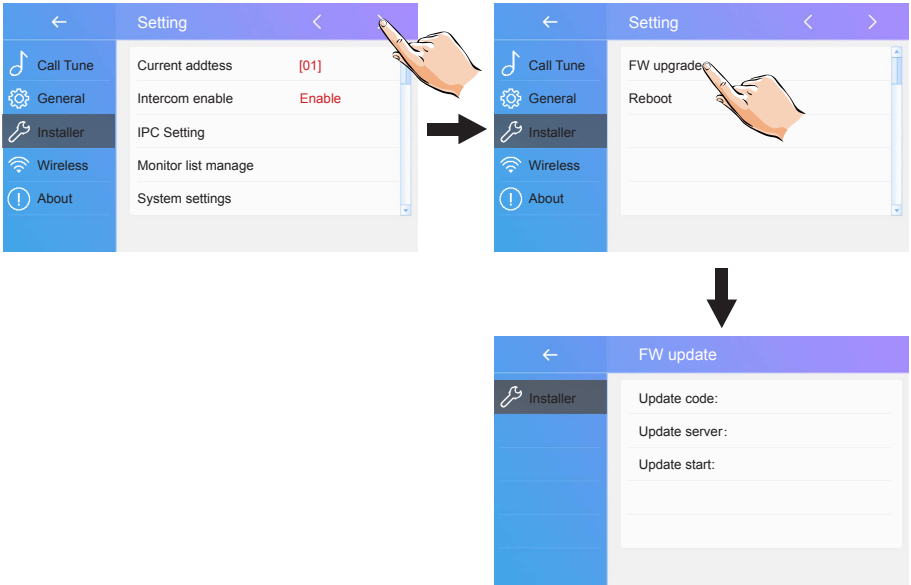 Setting
Call Tune
General
Installer
Wireless
About
Current addtess [01]
Intercom enable Enable
IPC Setting
Monitor list manage
System settings
Setting
Call Tune
General
Installer
Wireless
About
FW upgrade
Reboot
FW update
Installer
Update code:
Update server:
Update start: